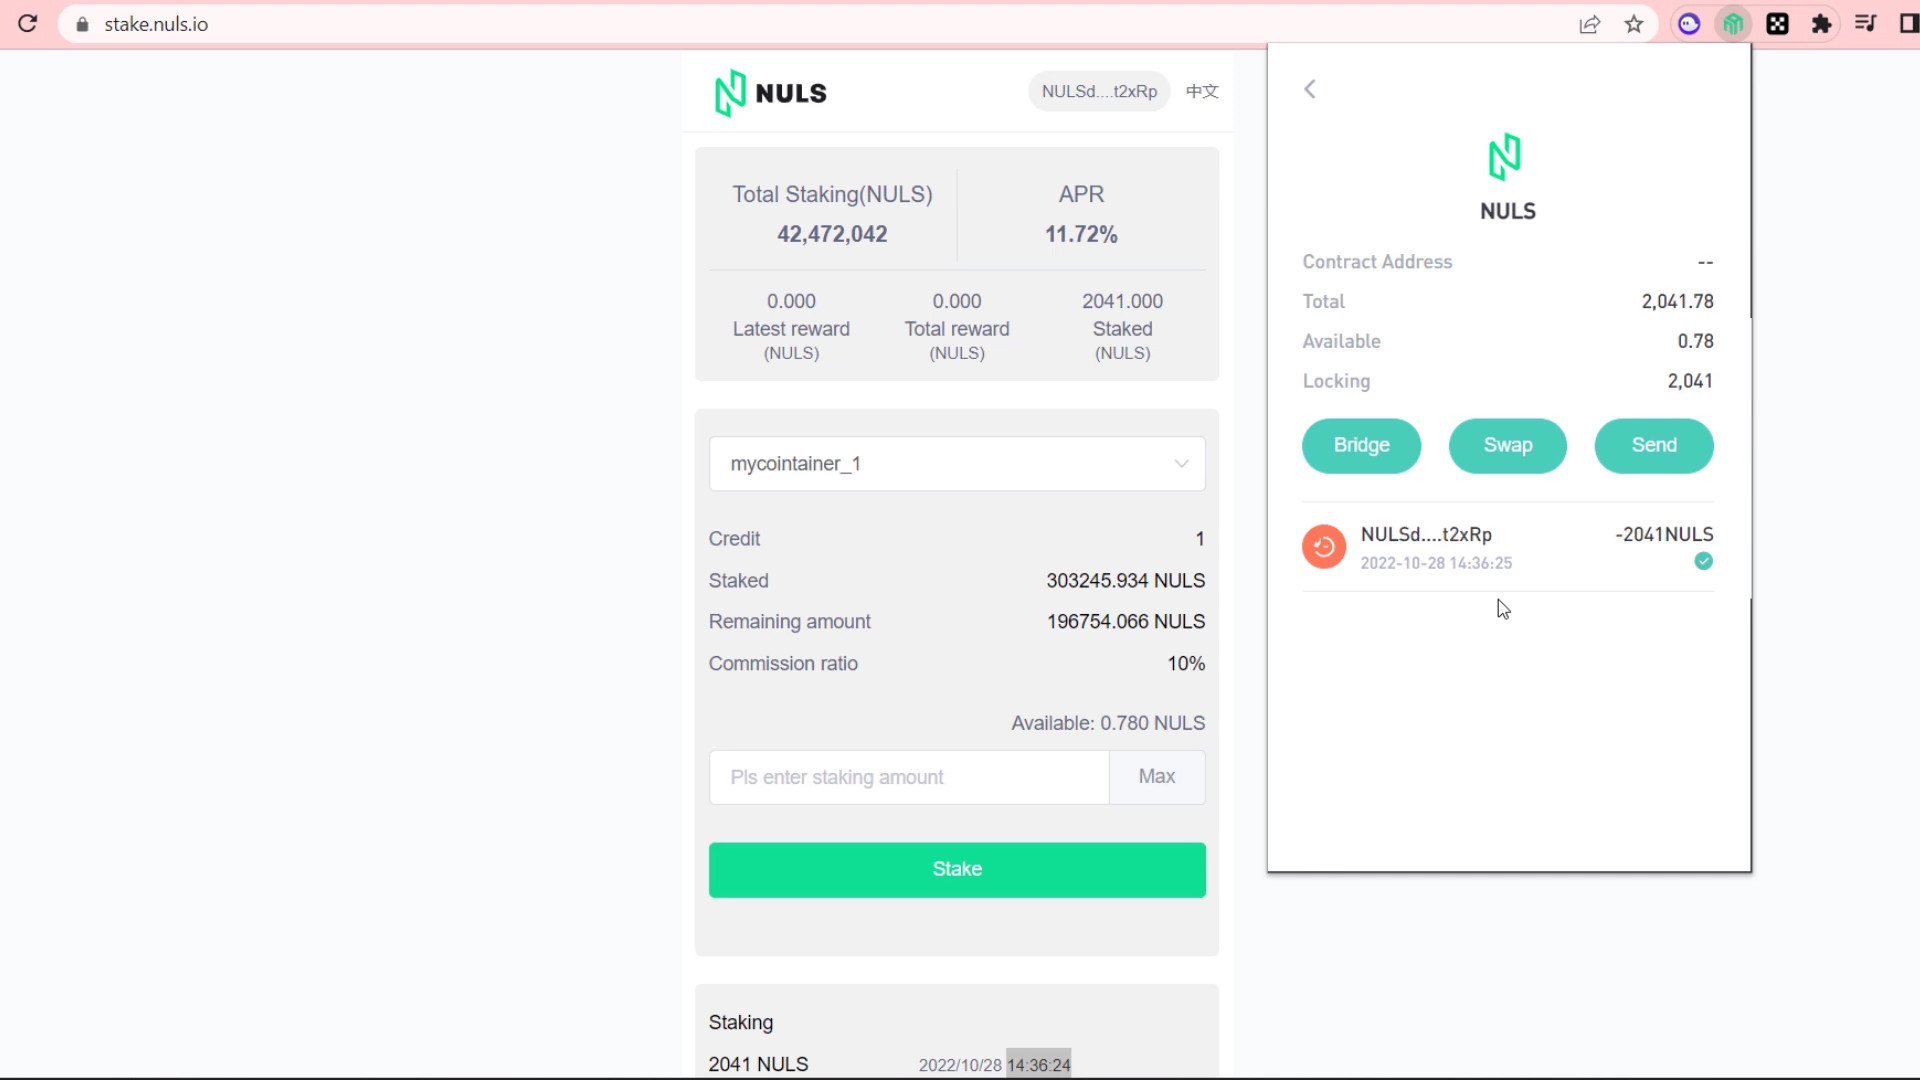 stake.nuls.io
NULS
NULSd....t2xRp
中文
Total Staking(NULS)
42,472,042
APR
11.72%
0.000
Latest reward
(NULS)
0.000
Total reward
(NULS)
2041.000
Staked
(NULS)
mycointainer_1
Credit 1
Staked 303245.934 NULS
Remaining amount 196754.066 NULS
Commission ratio 10%
Available: 0.780 NULS
Pls enter staking amount
Max
Stake
Staking
2041 NULS 2022/10/28 14:36:24
NULS
Contract Address --
Total 2,041.78
Available 0.78
Locking 2,041
Bridge Swap Send
NULSd....t2xRp -2041NULS
2022-10-28 14:36:25